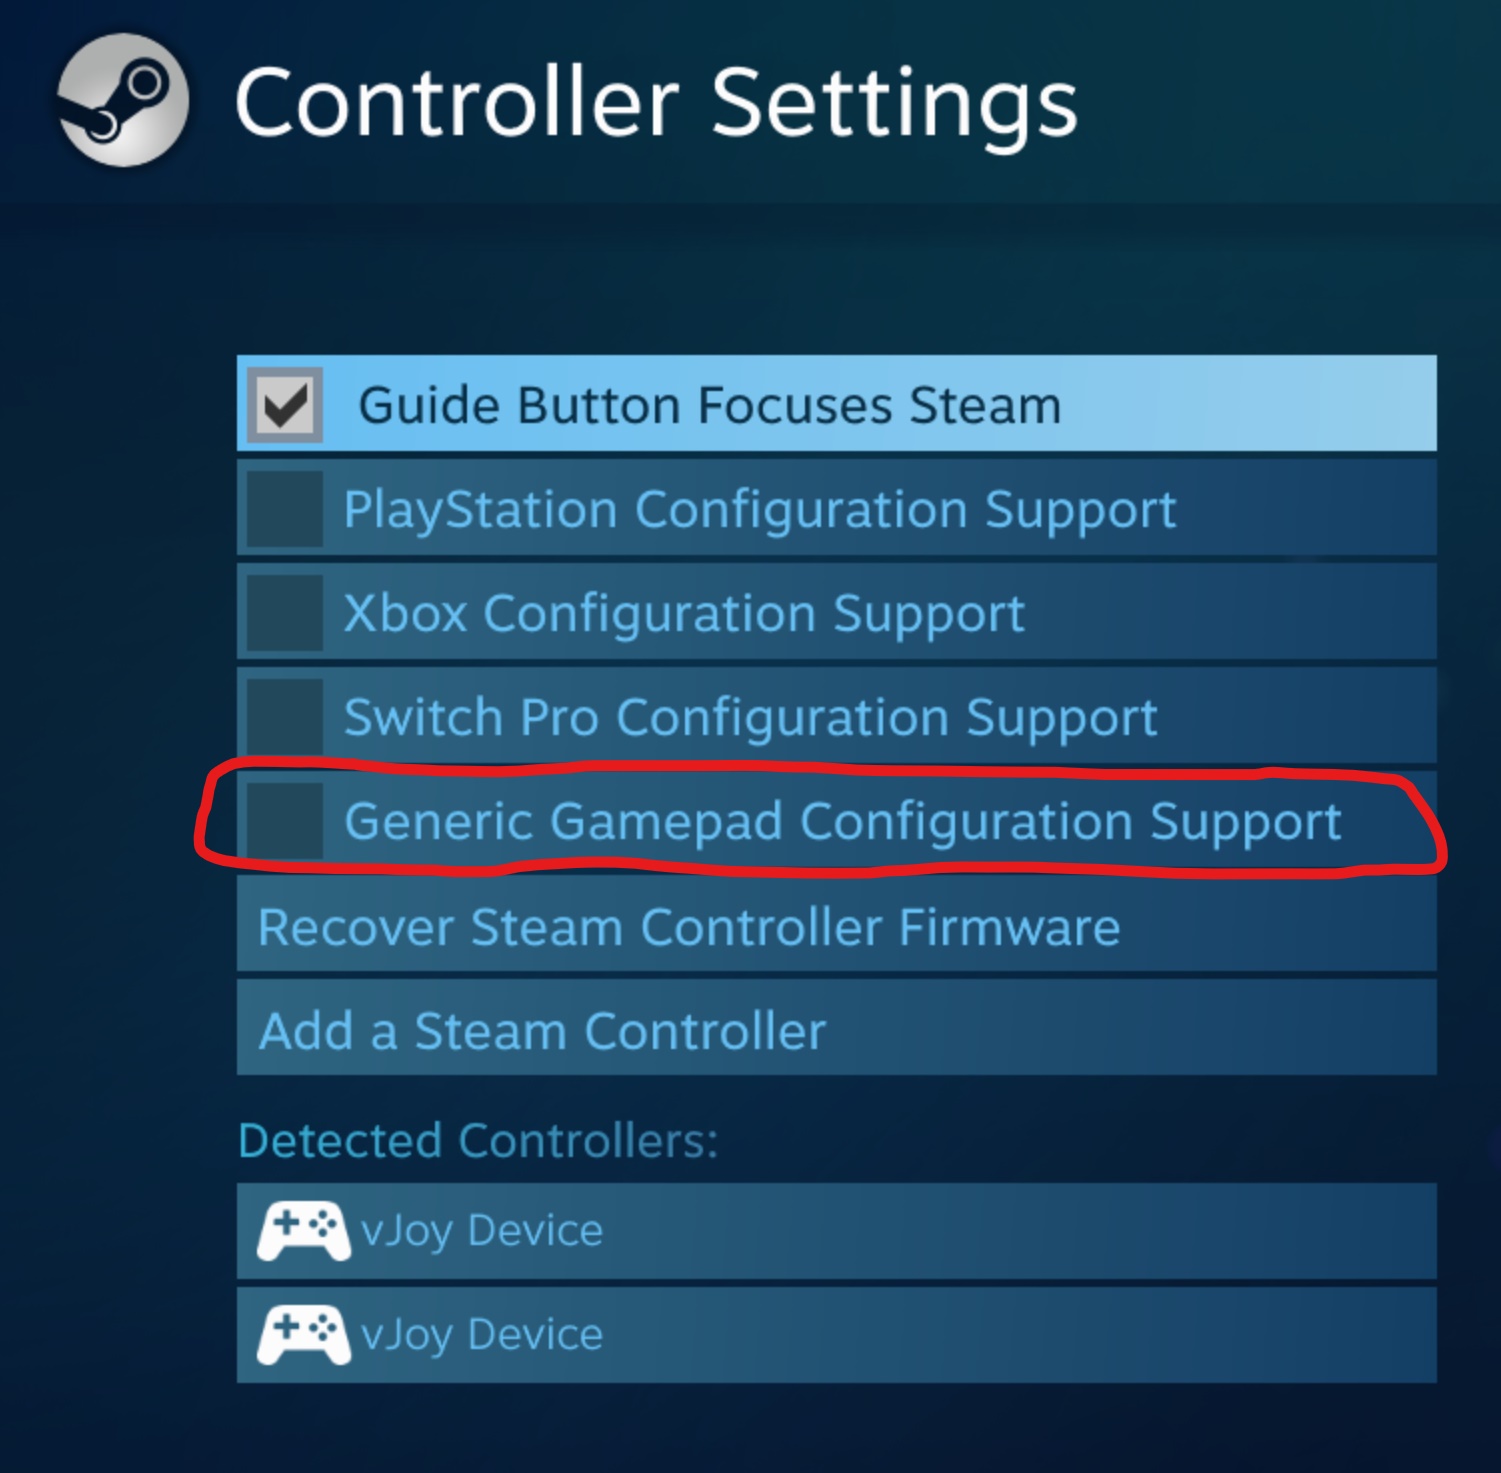 Controller Settings
Guide Button Focuses Steam
PlayStation Configuration Support
Xbox Configuration Support
Switch Pro Configuration Support
Generic Gamepad Configuration Support
Recover Steam Controller Firmware
Add a Steam Controller
Detected Controllers:
vJoy Device
vJoy Device